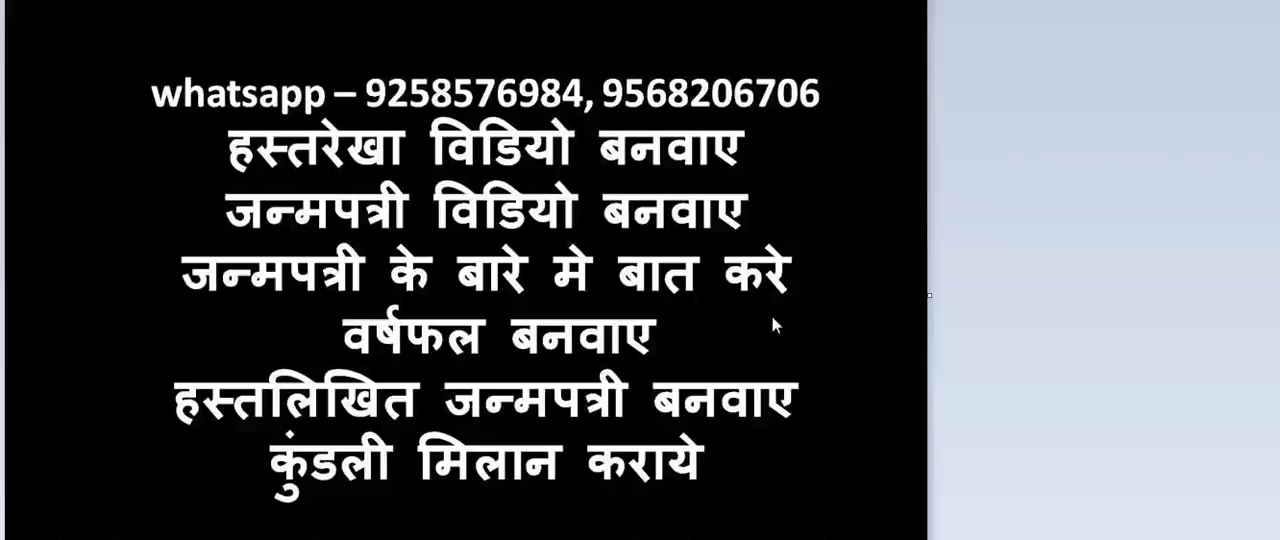 whatsapp – 9258576984, 9568206706
हस्तरेखा विडियो बनवाए
जन्मपत्री विडियो बनवाए
जन्मपत्री के बारे मे बात करे
वर्षफल बनवाए
हस्तलिखित जन्मपत्री बनवाए
कुंडली मिलान कराये